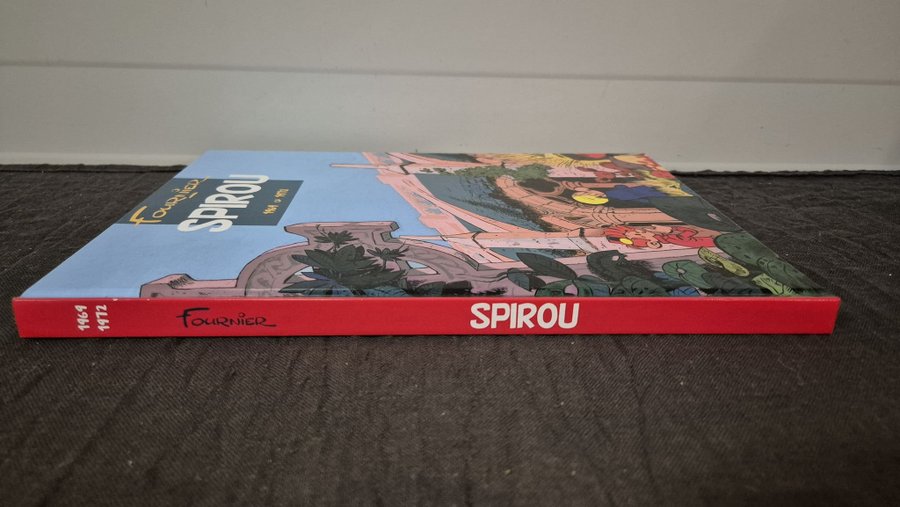 Fournier
SPIROU
1969 > 1972
1969
1972
Fournier
SPIROU